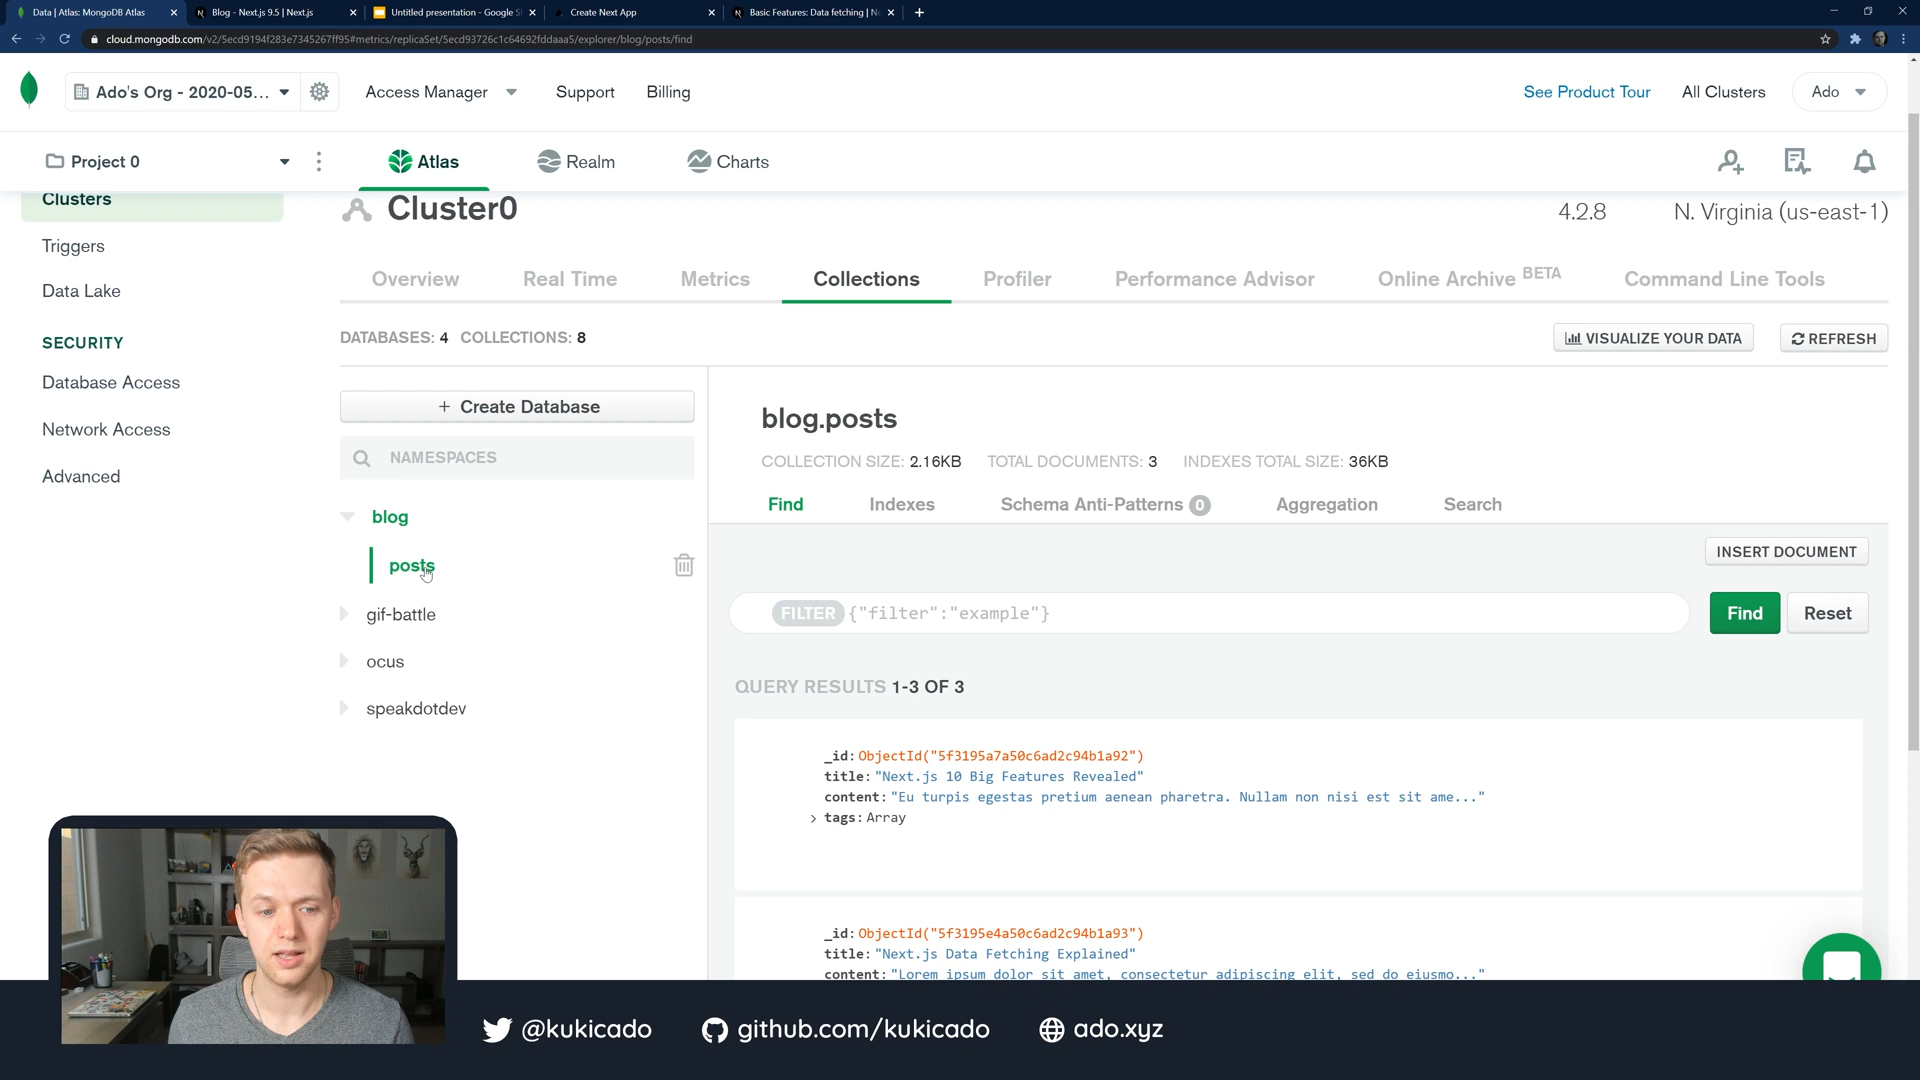 Data | Atlas: MongoDB Atlas
Blog - Next.js 9.5 | Next.js
Untitled presentation - Google S
Create Next App
Basic Features: Data fetching | N
cloud.mongodb.com/v2/5ecd9194f283e7345267ff95#metrics/replicaSet/5ecd93726c1c64692fddaaa5/explorer/blog/posts/find
Ado's Org - 2020-05...
Access Manager
Support
Billing
See Product Tour
All Clusters
Ado
Project 0
Atlas
Realm
Charts
Clusters
Triggers
Data Lake
SECURITY
Database Access
Network Access
Advanced
Cluster0
4.2.8
N. Virginia (us-east-1)
Overview
Real Time
Metrics
Collections
Profiler
Performance Advisor
Online Archive BETA
Command Line Tools
DATABASES: 4 COLLECTIONS: 8
VISUALIZE YOUR DATA
REFRESH
+ Create Database
NAMESPACES
blog
posts
gif-battle
ocus
speakdotdev
blog.posts
COLLECTION SIZE: 2.16KB TOTAL DOCUMENTS: 3 INDEXES TOTAL SIZE: 36KB
Find
Indexes
Schema Anti-Patterns 0
Aggregation
Search
INSERT DOCUMENT
FILTER {"filter":"example"}
Find
Reset
QUERY RESULTS 1-3 OF 3
_id: ObjectId("5f3195a7a50c6ad2c94b1a92")
title: "Next.js 10 Big Features Revealed"
content: "Eu turpis egestas pretium aenean pharetra. Nullam non nisi est sit ame..."
> tags: Array
_id: ObjectId("5f3195e4a50c6ad2c94b1a93")
title: "Next.js Data Fetching Explained"
content: "Lorem ipsum dolor sit amet, consectetur adipiscing elit, sed do eiusmo..."
@kukicado
github.com/kukicado
ado.xyz